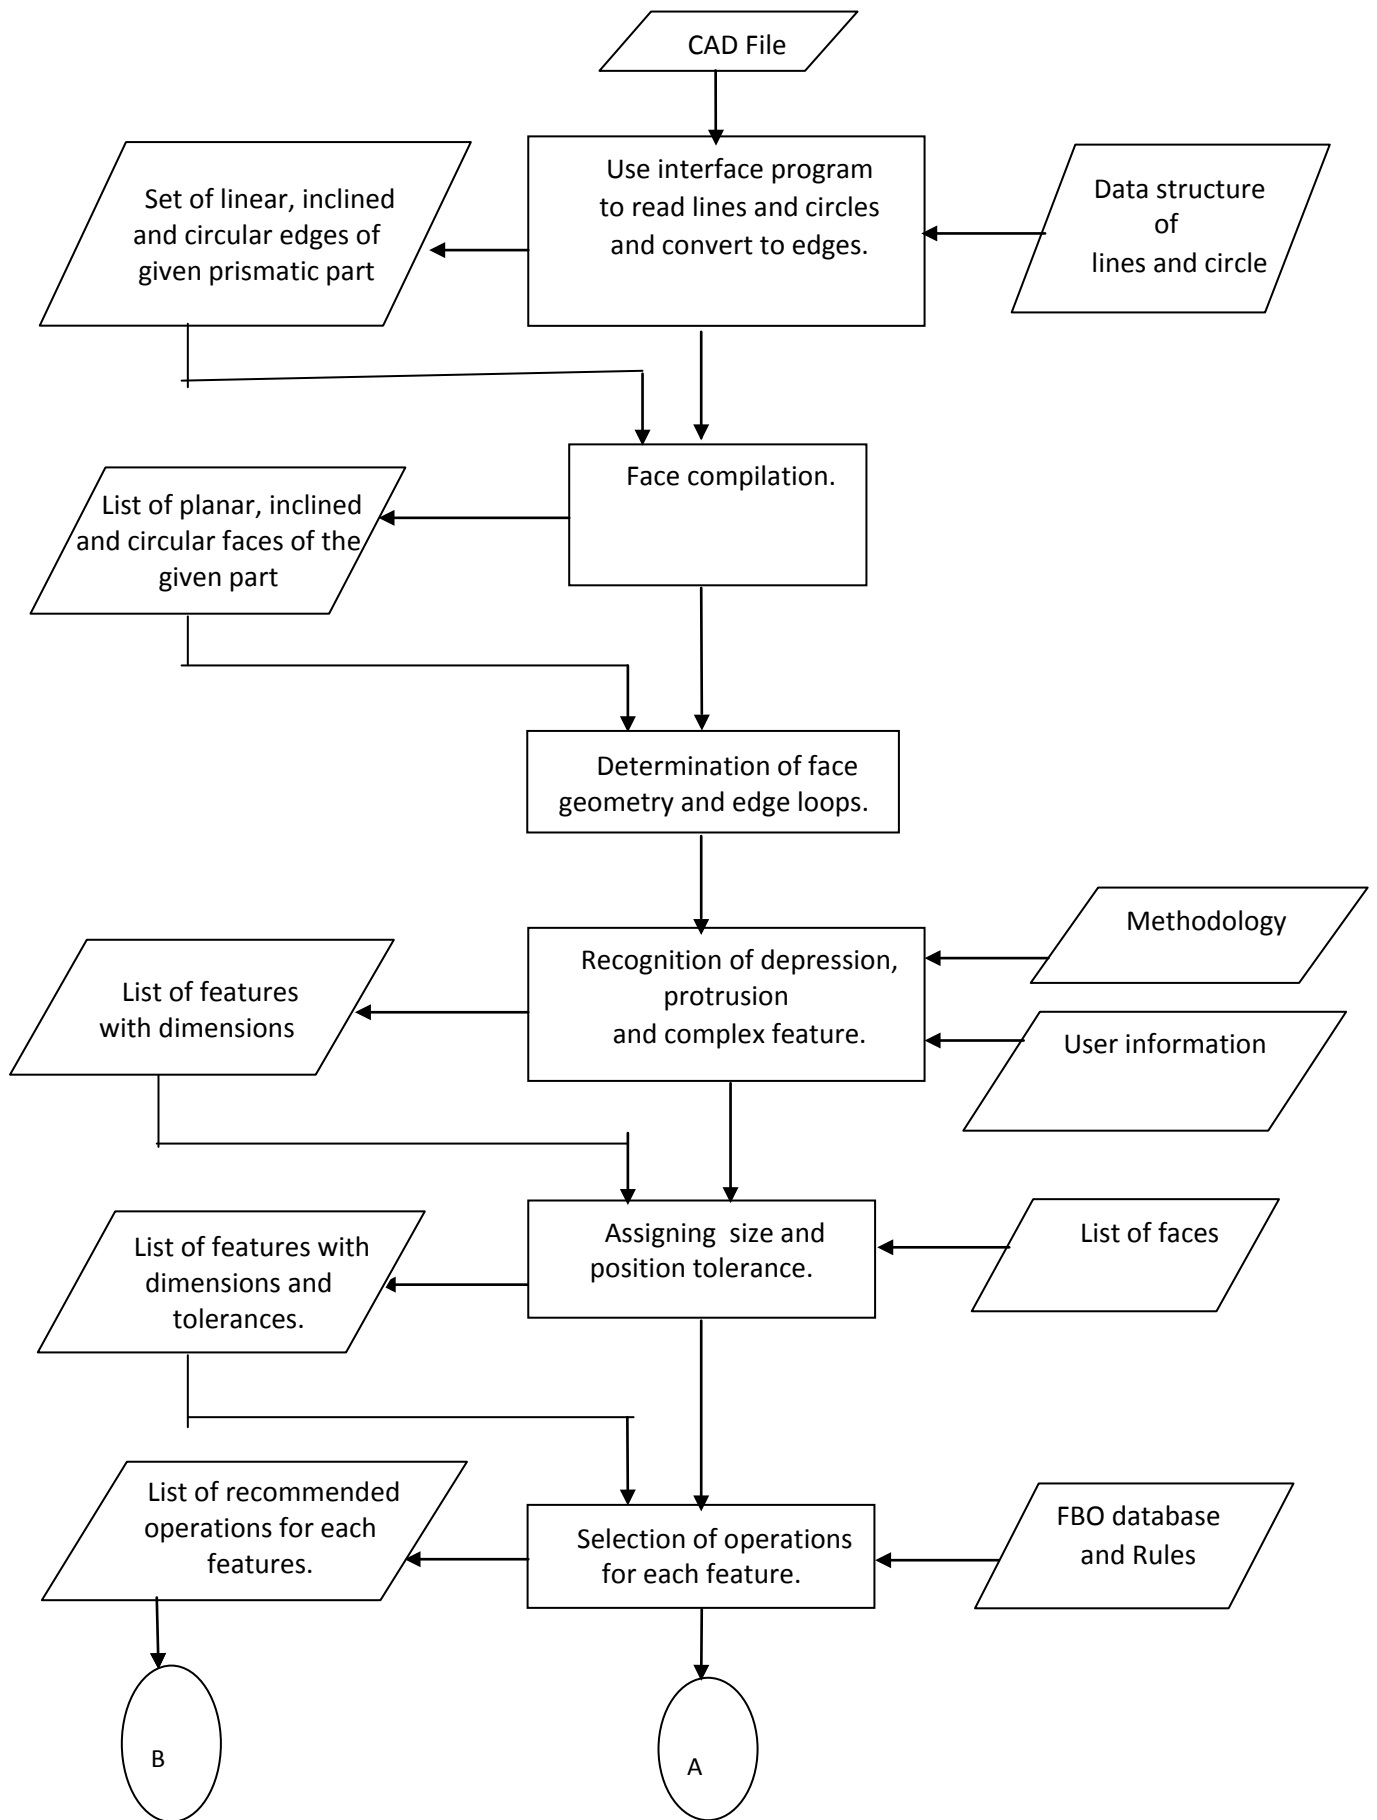 CAD File
Use interface program
to read lines and circles
and convert to edges.
Set of linear, inclined
and circular edges of
given prismatic part
Data structure
of
lines and circle
Face compilation.
List of planar, inclined
and circular faces of the
given part
Determination of face
geometry and edge loops.
Methodology
Recognition of depression,
protrusion
and complex feature.
List of features
with dimensions
User information
Assigning size and
position tolerance.
List of faces
List of features with
dimensions and
tolerances.
List of recommended
operations for each
features.
Selection of operations
for each feature.
FBO database
and Rules
B
A